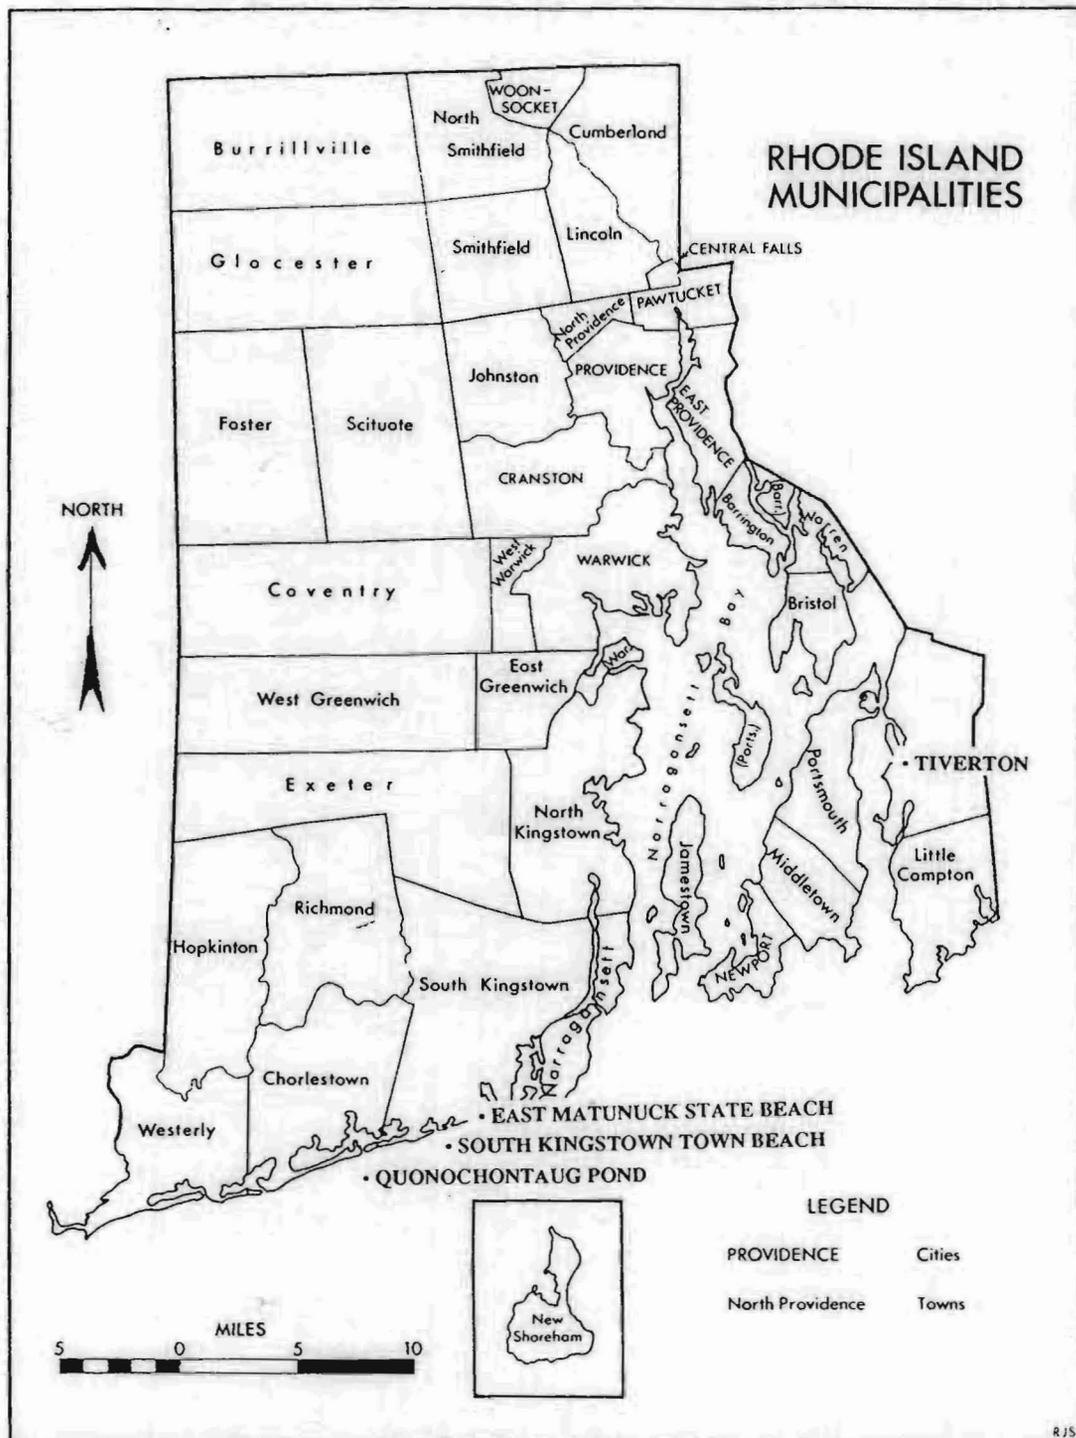 RHODE ISLAND
MUNICIPALITIES
WOON-
SOCKET
North
Smithfield
Cumberland
Burrillville
Glocester
Smithfield
Lincoln
CENTRAL FALLS
PAWTUCKET
North
Providence
Johnston
PROVIDENCE
EAST
PROVIDENCE
Foster
Scituate
CRANSTON
Barr.
Barrington
Warren
NORTH
West
Warwick
WARWICK
Coventry
Bristol
War.
East
Greenwich
West Greenwich
Narragansett Bay
(Ports.)
Portsmouth
• TIVERTON
Exeter
North
Kingstown
Jamestown
Middletown
Little
Compton
Richmond
Hopkinton
NEWPORT
South Kingstown
Narragansett
Chorlestown
Westerly
• EAST MATUNUCK STATE BEACH
• SOUTH KINGSTOWN TOWN BEACH
• QUONOCHONTAUG POND
LEGEND
PROVIDENCE Cities
North Providence Towns
New
Shoreham
MILES
5 0 5 10
RJS